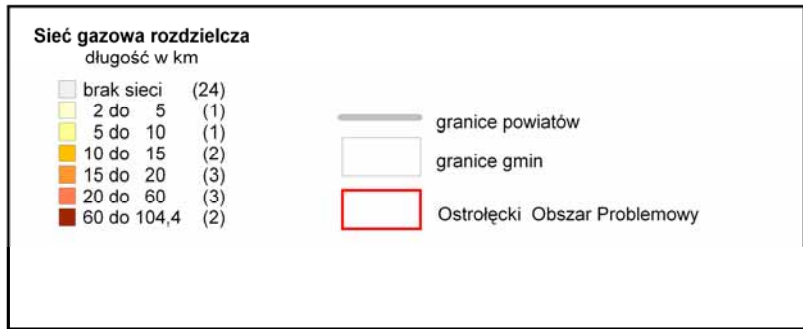 Sieć gazowa rozdzielcza
długość w km
brak sieci (24)
2 do 5 (1)
5 do 10 (1)
10 do 15 (2)
15 do 20 (3)
20 do 60 (3)
60 do 104,4 (2)
granice powiatów
granice gmin
Ostrołęcki Obszar Problemowy